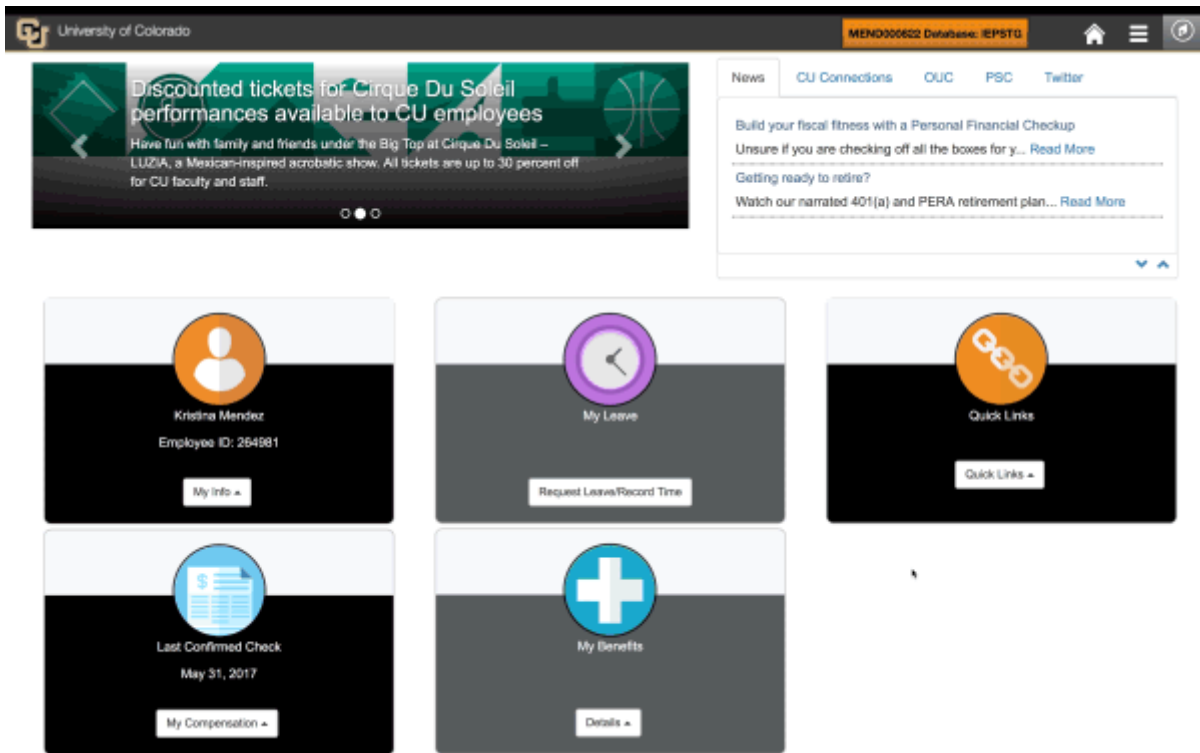 University of Colorado
MEND000622 Database: IEPSTG
Discounted tickets for Cirque Du Soleil
performances available to CU employees
Have fun with family and friends under the Big Top at Cirque Du Soleil –
LUZIA, a Mexican-inspired acrobatic show. All tickets are up to 30 percent off
for CU faculty and staff.
News CU Connections OUC PSC Twitter
Build your fiscal fitness with a Personal Financial Checkup
Unsure if you are checking off all the boxes for y... Read More
Getting ready to retire?
Watch our narrated 401(a) and PERA retirement plan... Read More
Kristina Mendez
Employee ID: 264981
My Info
My Leave
Request Leave/Record Time
Quick Links
Quick Links
$
Last Confirmed Check
May 31, 2017
My Compensation
My Benefits
Details